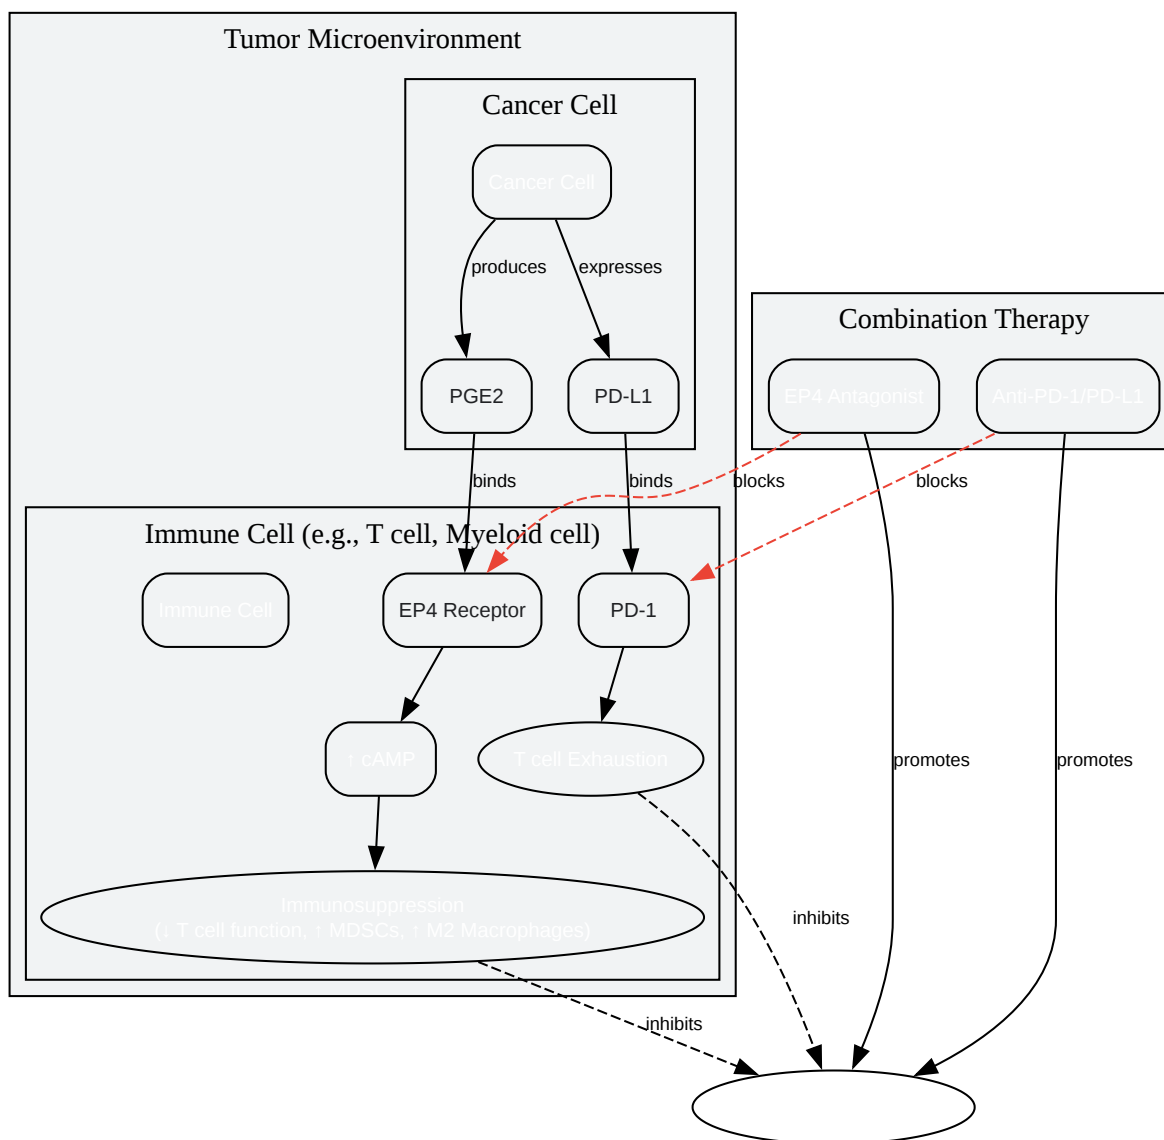 Tumor Microenvironment
Cancer Cell
Cancer Cell
produces
expresses
Combination Therapy
PGE2
PD-L1
EP4 Antagonist
Anti-PD-1/PD-L1
binds
binds
blocks
blocks
Immune Cell (e.g., T cell, Myeloid cell)
Immune Cell
EP4 Receptor
PD-1
↑ cAMP
T cell Exhaustion
promotes
promotes
Immunosuppression
(↓ T cell function, ↑ MDSCs, ↑ M2 Macrophages)
inhibits
inhibits